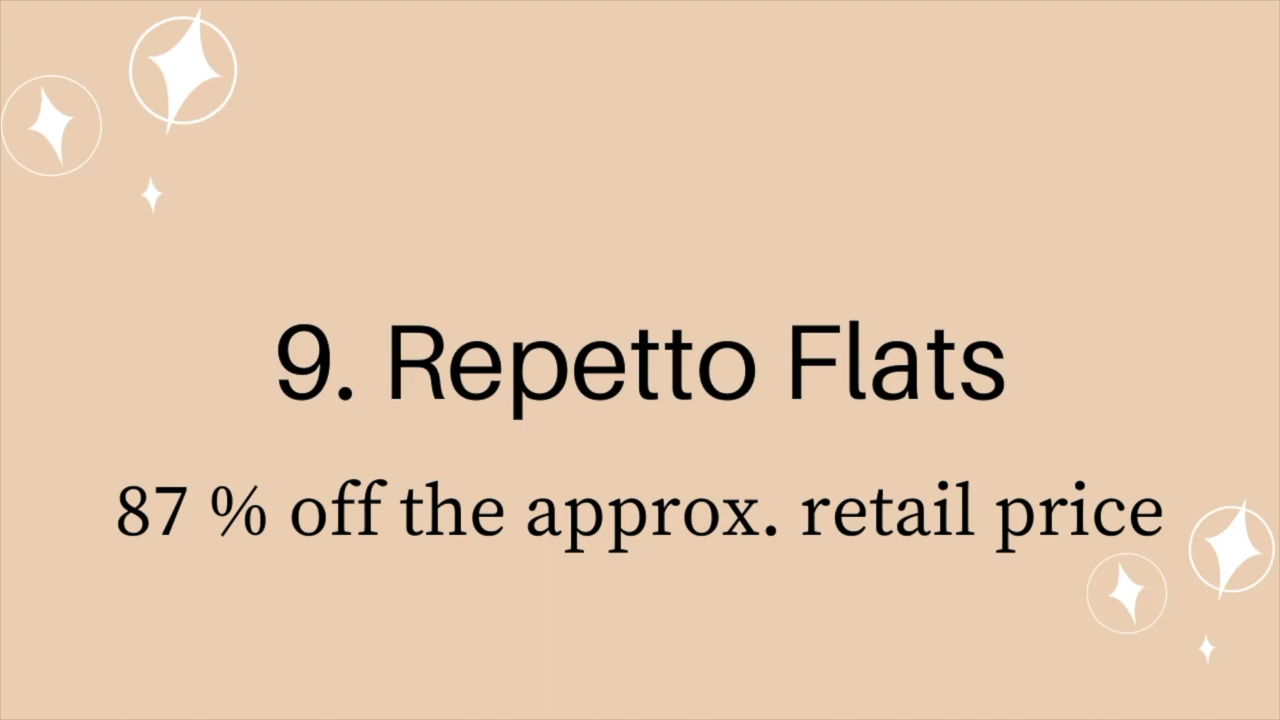 9. Repetto Flats
87 % off the approx. retail price